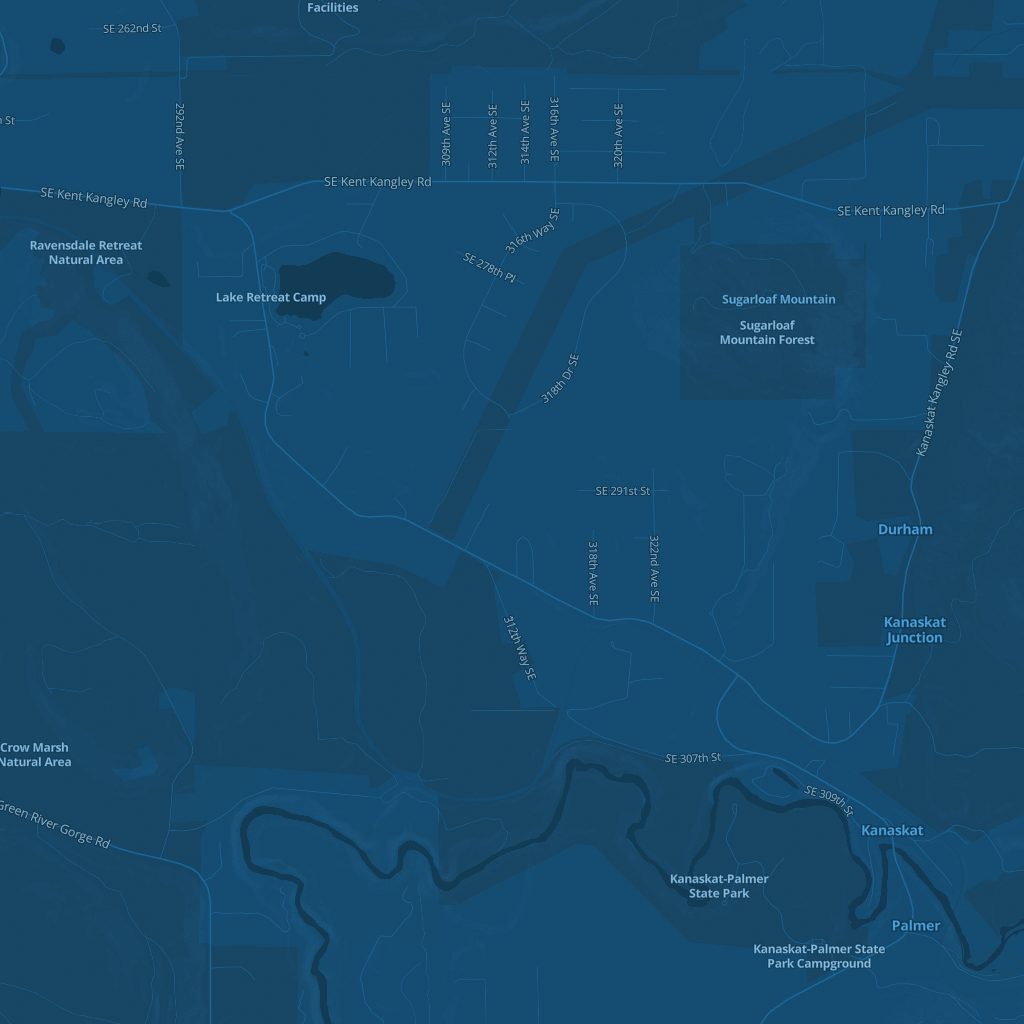 Facilities
SE 262nd St
292nd Ave SE
309th Ave SE
312th Ave SE
314th Ave SE
316th Ave SE
320th Ave SE
St
SE Kent Kangley Rd
SE Kent Kangley Rd
SE Kent Kangley Rd
316th Way SE
SE 278th Pl
Ravensdale Retreat
Natural Area
Lake Retreat Camp
Sugarloaf Mountain
Sugarloaf
Mountain Forest
318th Dr SE
Kanaskat Kangley Rd SE
SE 291st St
Durham
318th Ave SE
322nd Ave SE
Kanaskat
Junction
312th Way SE
Crow Marsh
Natural Area
SE 307th St
SE 309th St
Green River Gorge Rd
Kanaskat
Kanaskat-Palmer
State Park
Palmer
Kanaskat-Palmer State
Park Campground